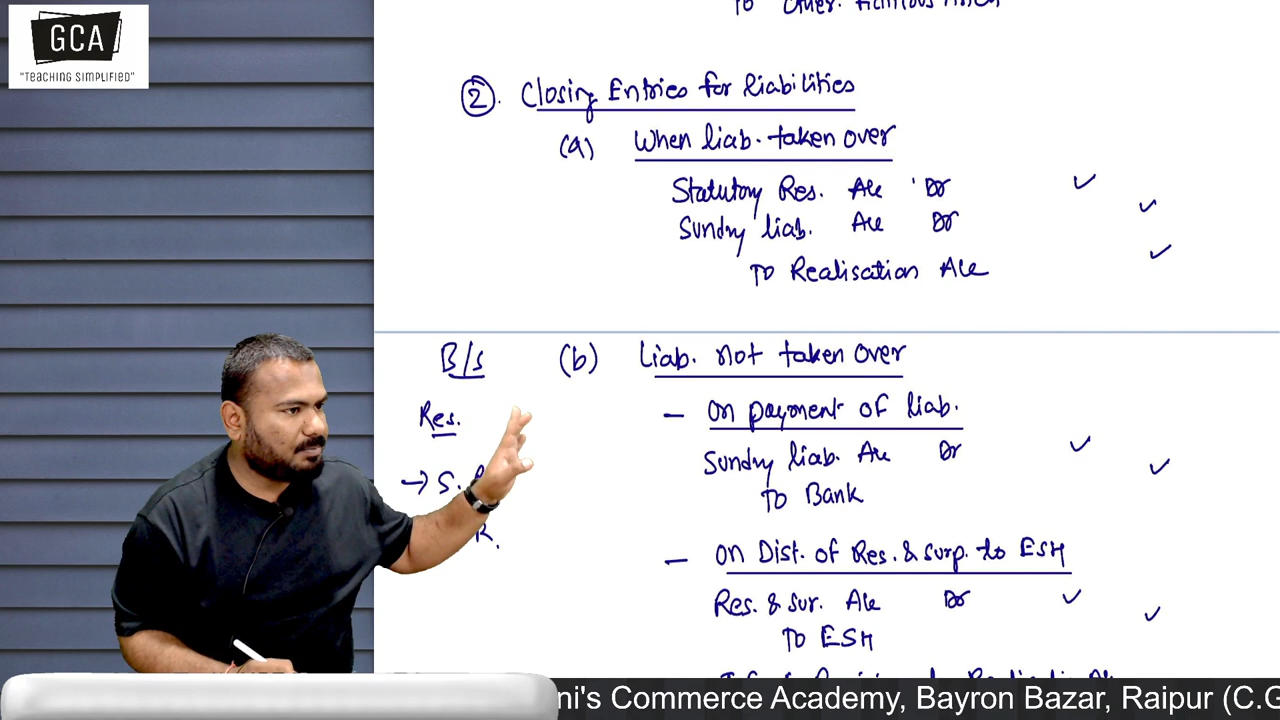 GCA
"TEACHING SIMPLIFIED"
To Other
② Closing Entries for liabilities
(a) When liab. taken over
Statutory Res. A/c Dr ✓
Sundry liab. A/c Dr ✓
To Realisation A/c ✓
B/S (b) Liab. not taken over
Res. — On payment of liab.
→ S. Sundry liab. A/c Dr ✓ ✓
To Bank
R.
— On Dist. of Res. & Surp. to ESH
Res. & Sur. A/c Dr ✓ ✓
To ESH
ni's Commerce Academy, Bayron Bazar, Raipur (C.G